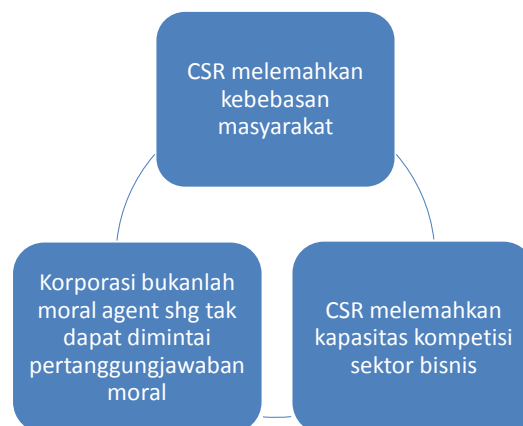 CSR melemahkan
kebebasan
masyarakat
Korporasi bukanlah
moral agent shg tak
dapat dimintai
pertanggungjawaban
moral
CSR melemahkan
kapasitas kompetisi
sektor bisnis